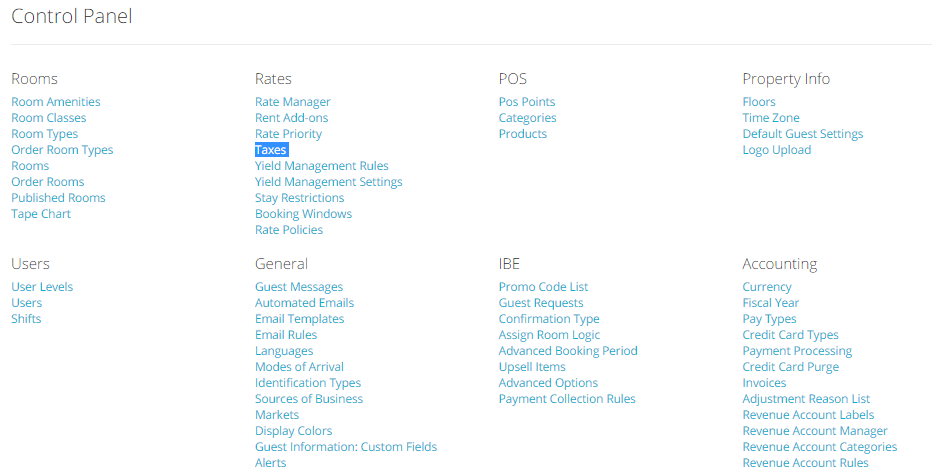 Control Panel
Rooms
Room Amenities
Room Classes
Room Types
Order Room Types
Rooms
Order Rooms
Published Rooms
Tape Chart
Rates
Rate Manager
Rent Add-ons
Rate Priority
Taxes
Yield Management Rules
Yield Management Settings
Stay Restrictions
Booking Windows
Rate Policies
POS
Pos Points
Categories
Products
Property Info
Floors
Time Zone
Default Guest Settings
Logo Upload
Users
User Levels
Users
Shifts
General
Guest Messages
Automated Emails
Email Templates
Email Rules
Languages
Modes of Arrival
Identification Types
Sources of Business
Markets
Display Colors
Guest Information: Custom Fields
Alerts
IBE
Promo Code List
Guest Requests
Confirmation Type
Assign Room Logic
Advanced Booking Period
Upsell Items
Advanced Options
Payment Collection Rules
Accounting
Currency
Fiscal Year
Pay Types
Credit Card Types
Payment Processing
Credit Card Purge
Invoices
Adjustment Reason List
Revenue Account Labels
Revenue Account Manager
Revenue Account Categories
Revenue Account Rules